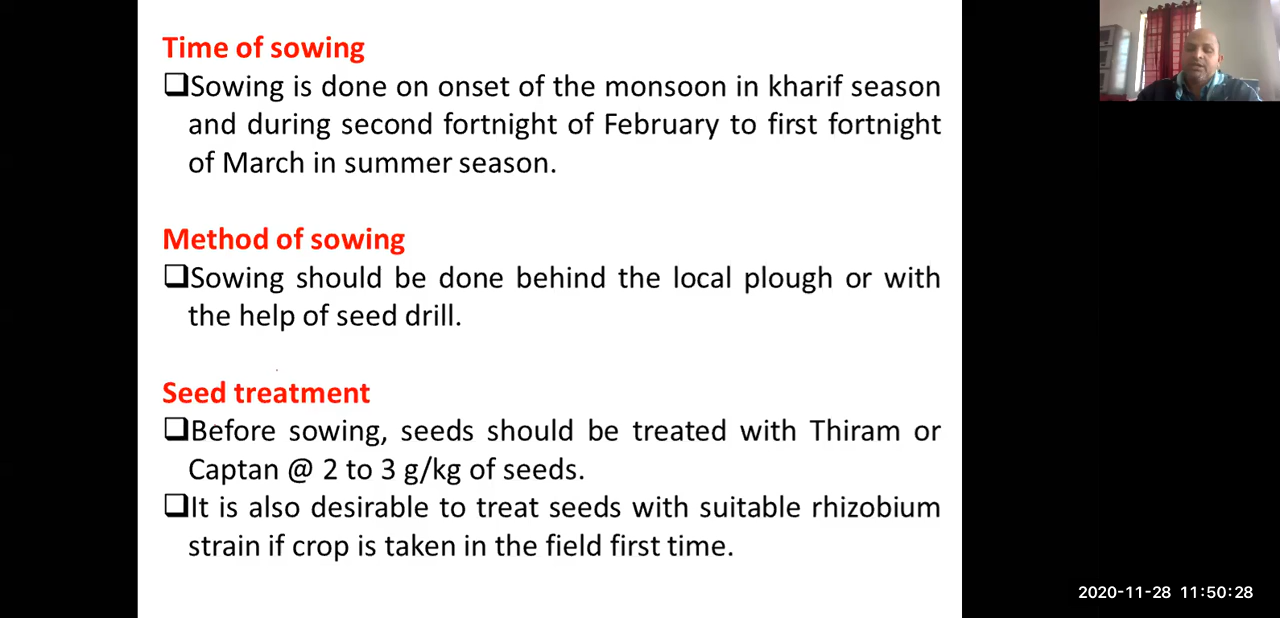 Time of sowing
❑Sowing is done on onset of the monsoon in kharif season
and during second fortnight of February to first fortnight
of March in summer season.
Method of sowing
❑Sowing should be done behind the local plough or with
the help of seed drill.
Seed treatment
❑Before sowing, seeds should be treated with Thiram or
Captan @ 2 to 3 g/kg of seeds.
❑It is also desirable to treat seeds with suitable rhizobium
strain if crop is taken in the field first time.
2020-11-28 11:50:28